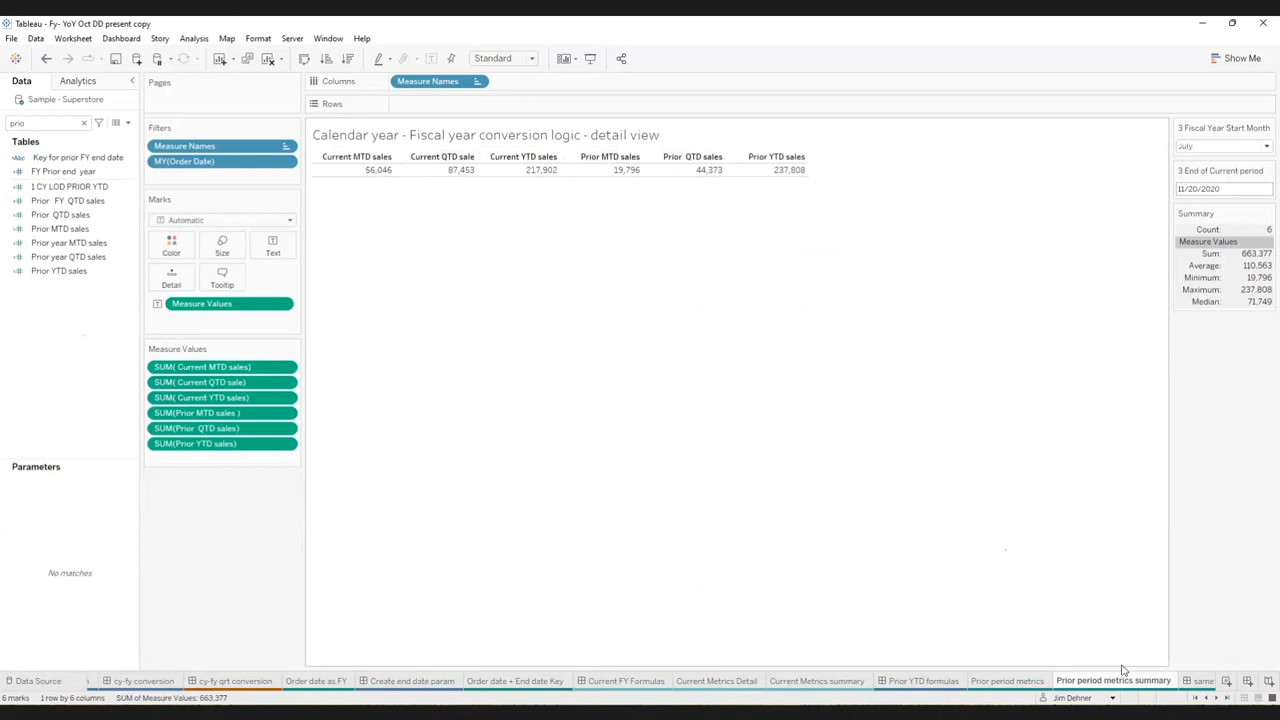 Tableau - Fy- YoY Oct DD present copy
File Data Worksheet Dashboard Story Analysis Map Format Server Window Help
Standard
Show Me
Data Analytics
Sample - Superstore
prio
Tables
Abc Key for prior FY end date
FY Prior end year
1 CY LOD PRIOR YTD
Prior FY QTD sales
Prior QTD sales
Prior MTD sales
Prior year MTD sales
Prior year QTD sales
Prior YTD sales
Parameters
No matches
Pages
Filters
Measure Names
MY(Order Date)
Marks
Automatic
Color Size Text
Detail Tooltip
Measure Values
Measure Values
SUM( Current MTD sales)
SUM( Current QTD sale)
SUM( Current YTD sales)
SUM(Prior MTD sales )
SUM(Prior QTD sales)
SUM(Prior YTD sales)
Columns Measure Names
Rows
Calendar year - Fiscal year conversion logic - detail view
Current MTD sales Current QTD sale Current YTD sales Prior MTD sales Prior QTD sales Prior YTD sales
56,046 87,453 217,902 19,796 44,373 237,808
3 Fiscal Year Start Month
July
3 End of Current period
11/20/2020
Summary
Count: 6
Measure Values
Sum: 663,377
Average: 110,563
Minimum: 19,796
Maximum: 237,808
Median: 71,749
Data Source cy-fy conversion cy-fy qrt conversion Order date as FY Create end date param Order date + End date Key Current FY Formulas Current Metrics Detail Current Metrics summary Prior YTD formulas Prior period metrics Prior period metrics summary same
6 marks 1 row by 6 columns SUM of Measure Values: 663,377 Jim Dehner